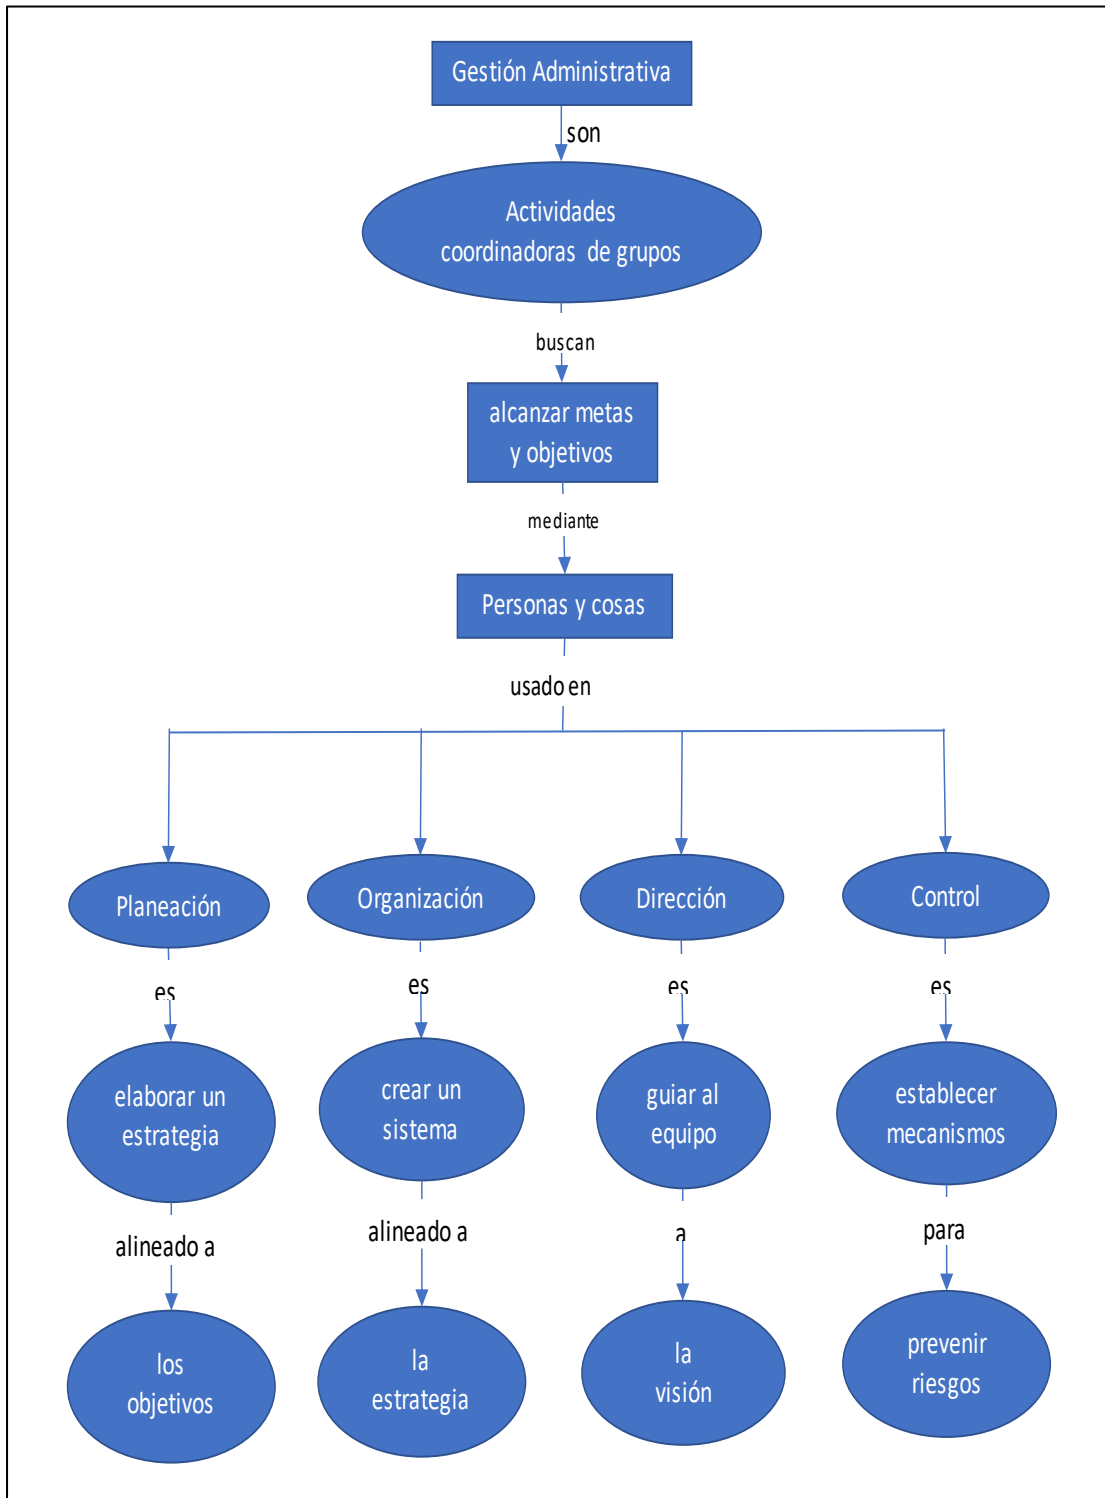 Gestión Administrativa
son
Actividades
coordinadoras de grupos
buscan
alcanzar metas
y objetivos
mediante
Personas y cosas
usado en
Planeación
Organización
Dirección
Control
es
es
es
es
elaborar un
estrategia
crear un
sistema
guiar al
equipo
establecer
mecanismos
alineado a
alineado a
a
para
los
objetivos
la
estrategia
la
visión
prevenir
riesgos